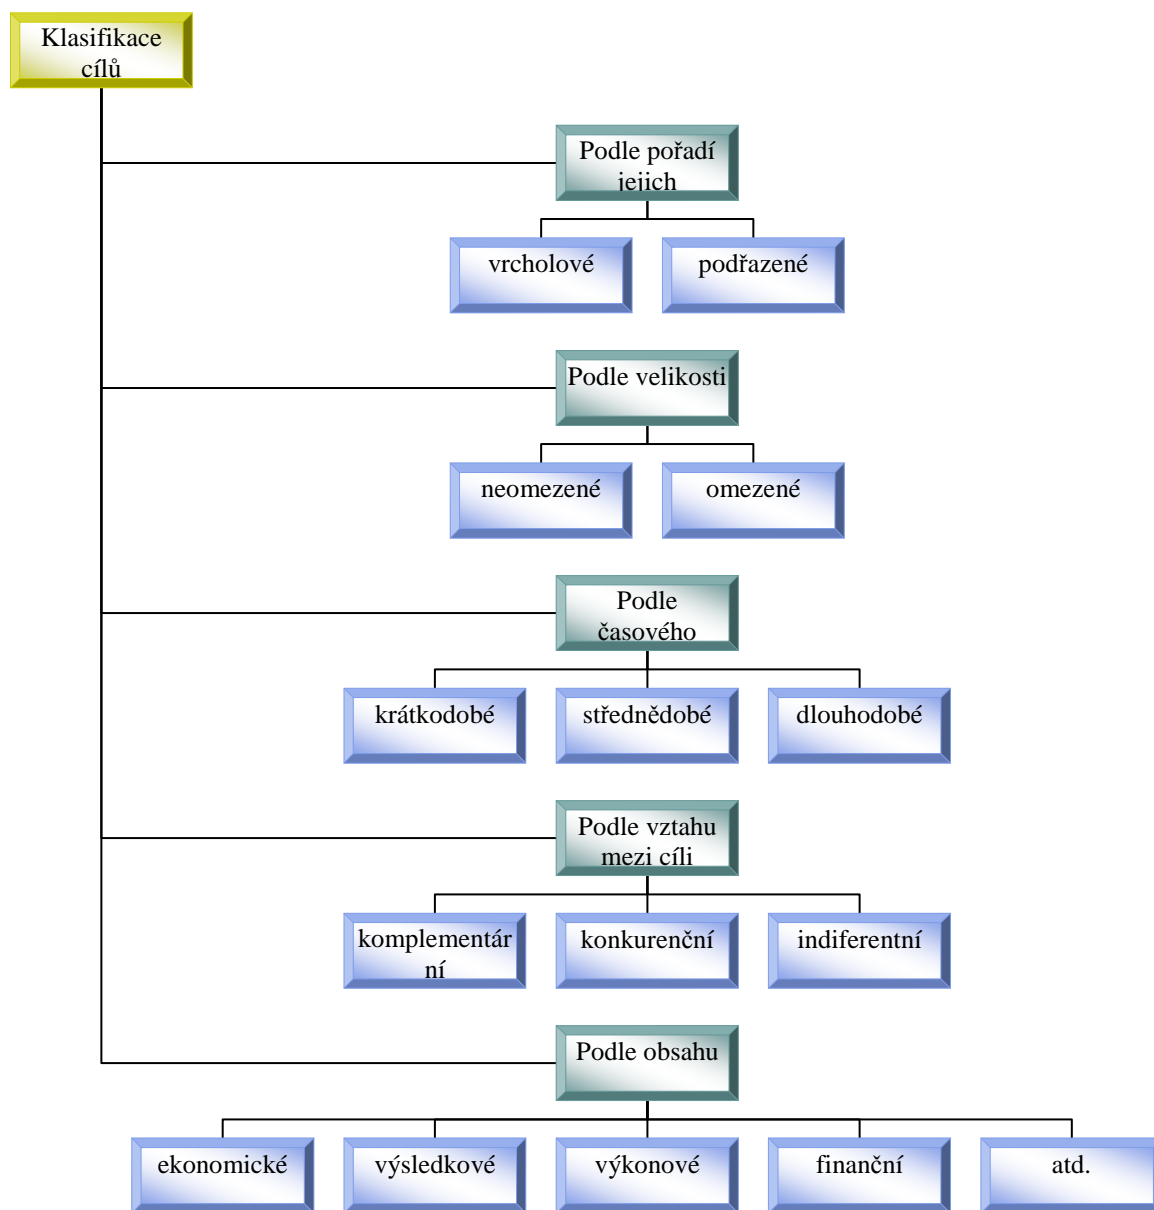 Klasifikace
cílů
Podle pořadí
jejich
vrcholové
podřazené
Podle velikosti
neomezené
omezené
Podle
časového
krátkodobé
střednědobé
dlouhodobé
Podle vztahu
mezi cíli
komplementár
ní
konkurenční
indiferentní
Podle obsahu
ekonomické
výsledkové
výkonové
finanční
atd.